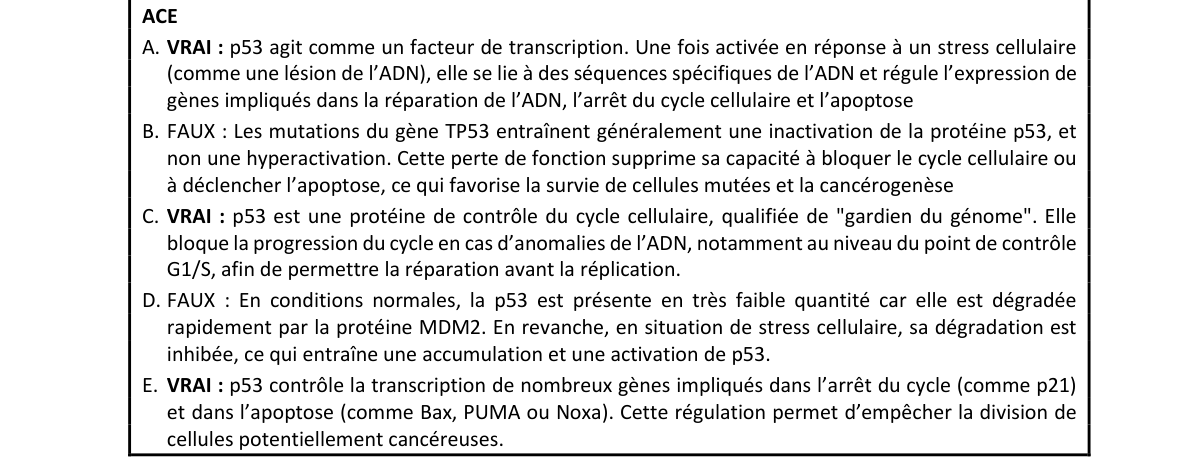 ACE
A. VRAI : p53 agit comme un facteur de transcription. Une fois activée en réponse à un stress cellulaire
(comme une lésion de l’ADN), elle se lie à des séquences spécifiques de l’ADN et régule l’expression de
gènes impliqués dans la réparation de l’ADN, l’arrêt du cycle cellulaire et l’apoptose
B. FAUX : Les mutations du gène TP53 entraînent généralement une inactivation de la protéine p53, et
non une hyperactivation. Cette perte de fonction supprime sa capacité à bloquer le cycle cellulaire ou
à déclencher l’apoptose, ce qui favorise la survie de cellules mutées et la cancérogenèse
C. VRAI : p53 est une protéine de contrôle du cycle cellulaire, qualifiée de "gardien du génome". Elle
bloque la progression du cycle en cas d’anomalies de l’ADN, notamment au niveau du point de contrôle
G1/S, afin de permettre la réparation avant la réplication.
D. FAUX : En conditions normales, la p53 est présente en très faible quantité car elle est dégradée
rapidement par la protéine MDM2. En revanche, en situation de stress cellulaire, sa dégradation est
inhibée, ce qui entraîne une accumulation et une activation de p53.
E. VRAI : p53 contrôle la transcription de nombreux gènes impliqués dans l’arrêt du cycle (comme p21)
et dans l’apoptose (comme Bax, PUMA ou Noxa). Cette régulation permet d’empêcher la division de
cellules potentiellement cancéreuses.